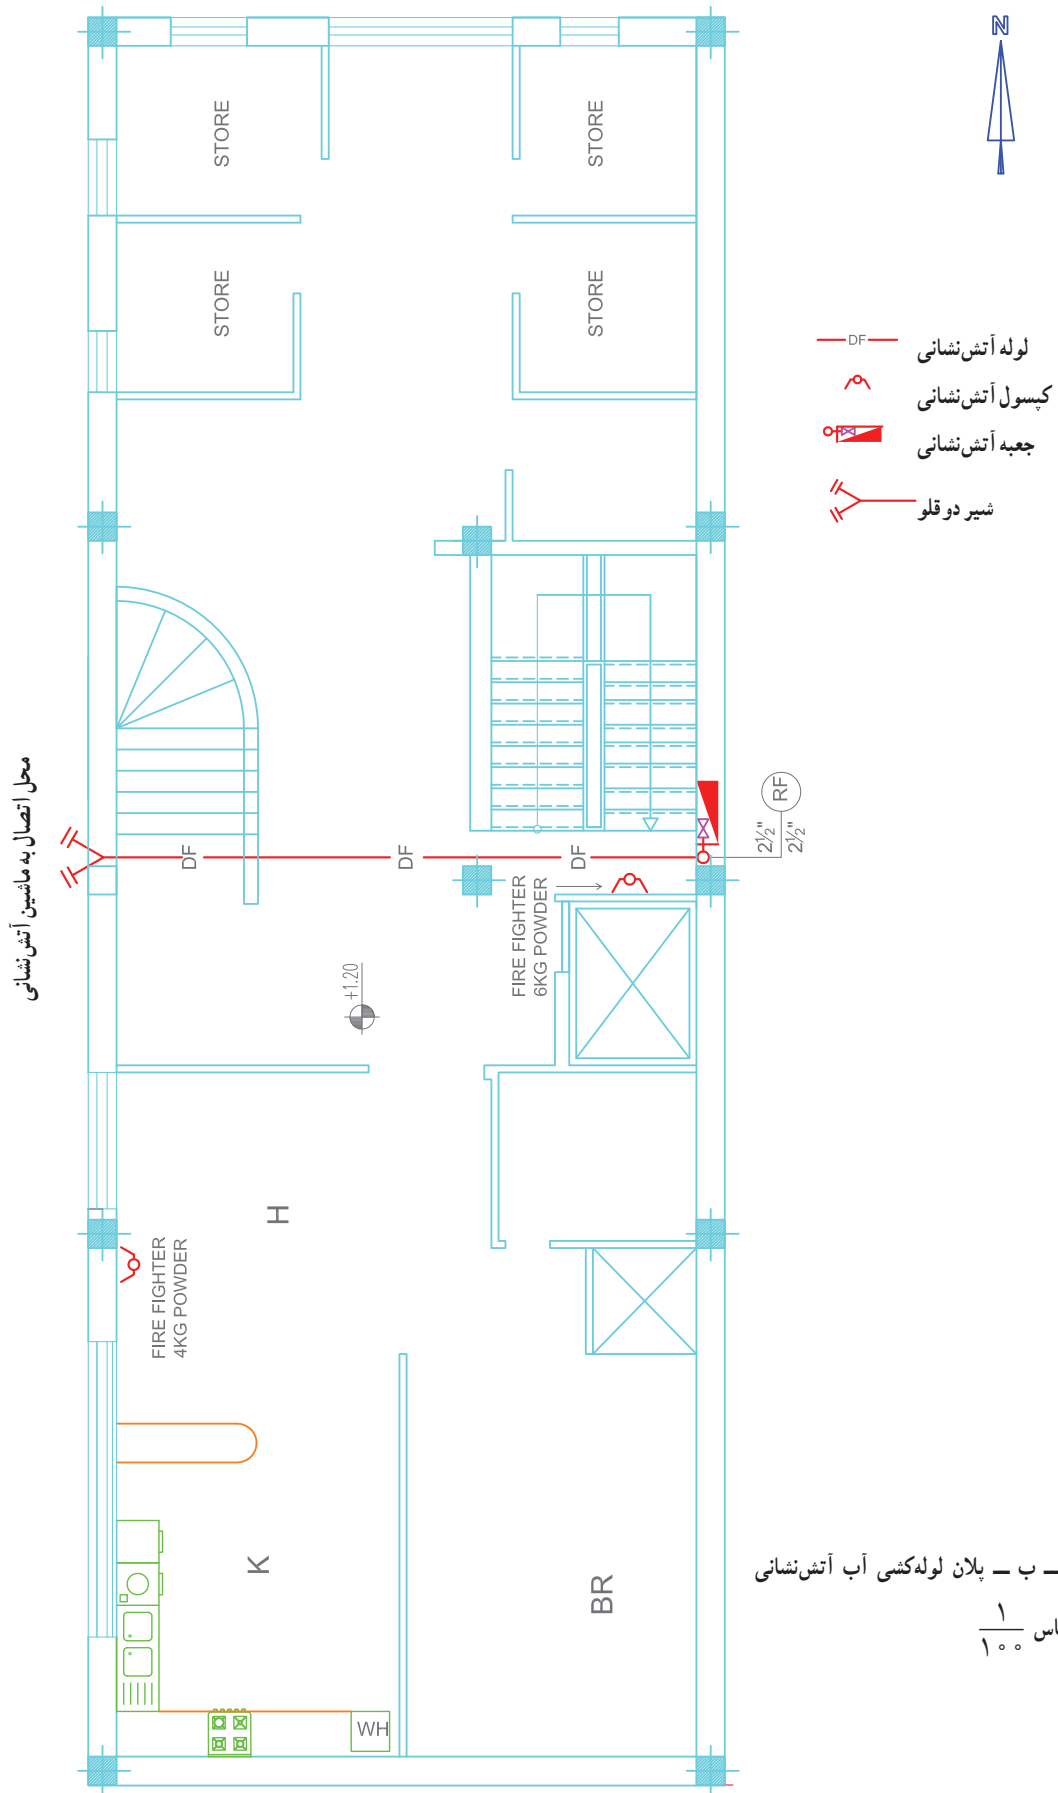 N
STORE
STORE
STORE
STORE
DF
لوله آتش‌نشانی
کپسول آتش‌نشانی
جعبه آتش‌نشانی
شیر دو قلو
محل اتصال به ماشین آتش‌نشانی
DF
DF
DF
RF
2½"
2½"
FIRE FIGHTER
6KG POWDER
+1.20
H
FIRE FIGHTER
4KG POWDER
K
BR
WH
ـ ب ـ پلان لوله‌کشی آب آتش‌نشانی
۱
۱۰۰